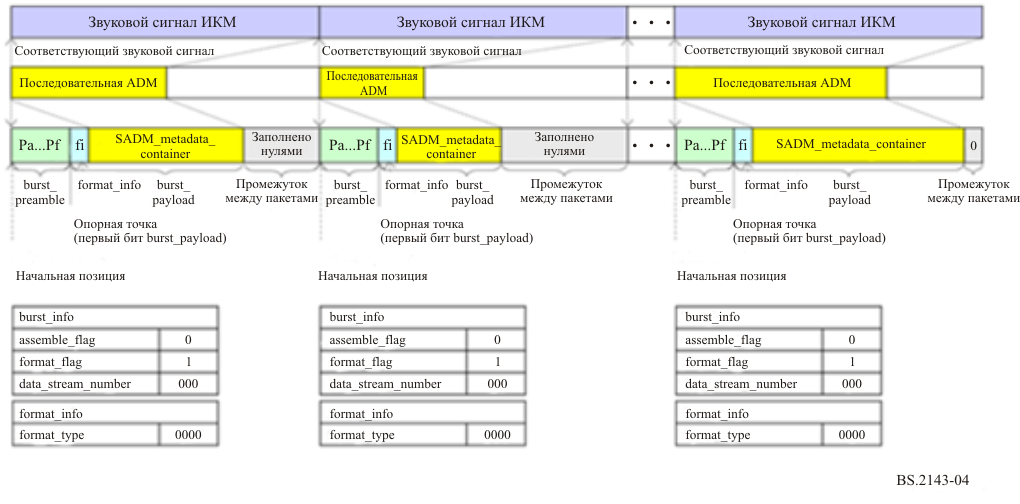 Звуковой сигнал ИКМ Звуковой сигнал ИКМ • • • Звуковой сигнал ИКМ
Соответствующий звуковой сигнал Соответствующий звуковой сигнал Соответствующий звуковой сигнал
Последовательная ADM Последовательная • • • Последовательная ADM
ADM
Pa...Pf fi SADM_metadata_ Заполнено Pa...Pf fi SADM_metadata_ Заполнено • • • Pa...Pf fi SADM_metadata_container 0
container нулями container нулями
burst_ format_info burst_ Промежуток burst_ format_info burst_ Промежуток burst_ format_info burst_ Промежуток
preamble payload между пакетами preamble payload между пакетами preamble payload между пакетами
Опорная точка Опорная точка Опорная точка
(первый бит burst_payload) (первый бит burst_payload) (первый бит burst_payload)
Начальная позиция Начальная позиция Начальная позиция
burst_info burst_info burst_info
assemble_flag 0 assemble_flag 0 assemble_flag 0
format_flag 1 format_flag 1 format_flag 1
data_stream_number 000 data_stream_number 000 data_stream_number 000
format_info format_info format_info
format_type 0000 format_type 0000 format_type 0000
BS.2143-04